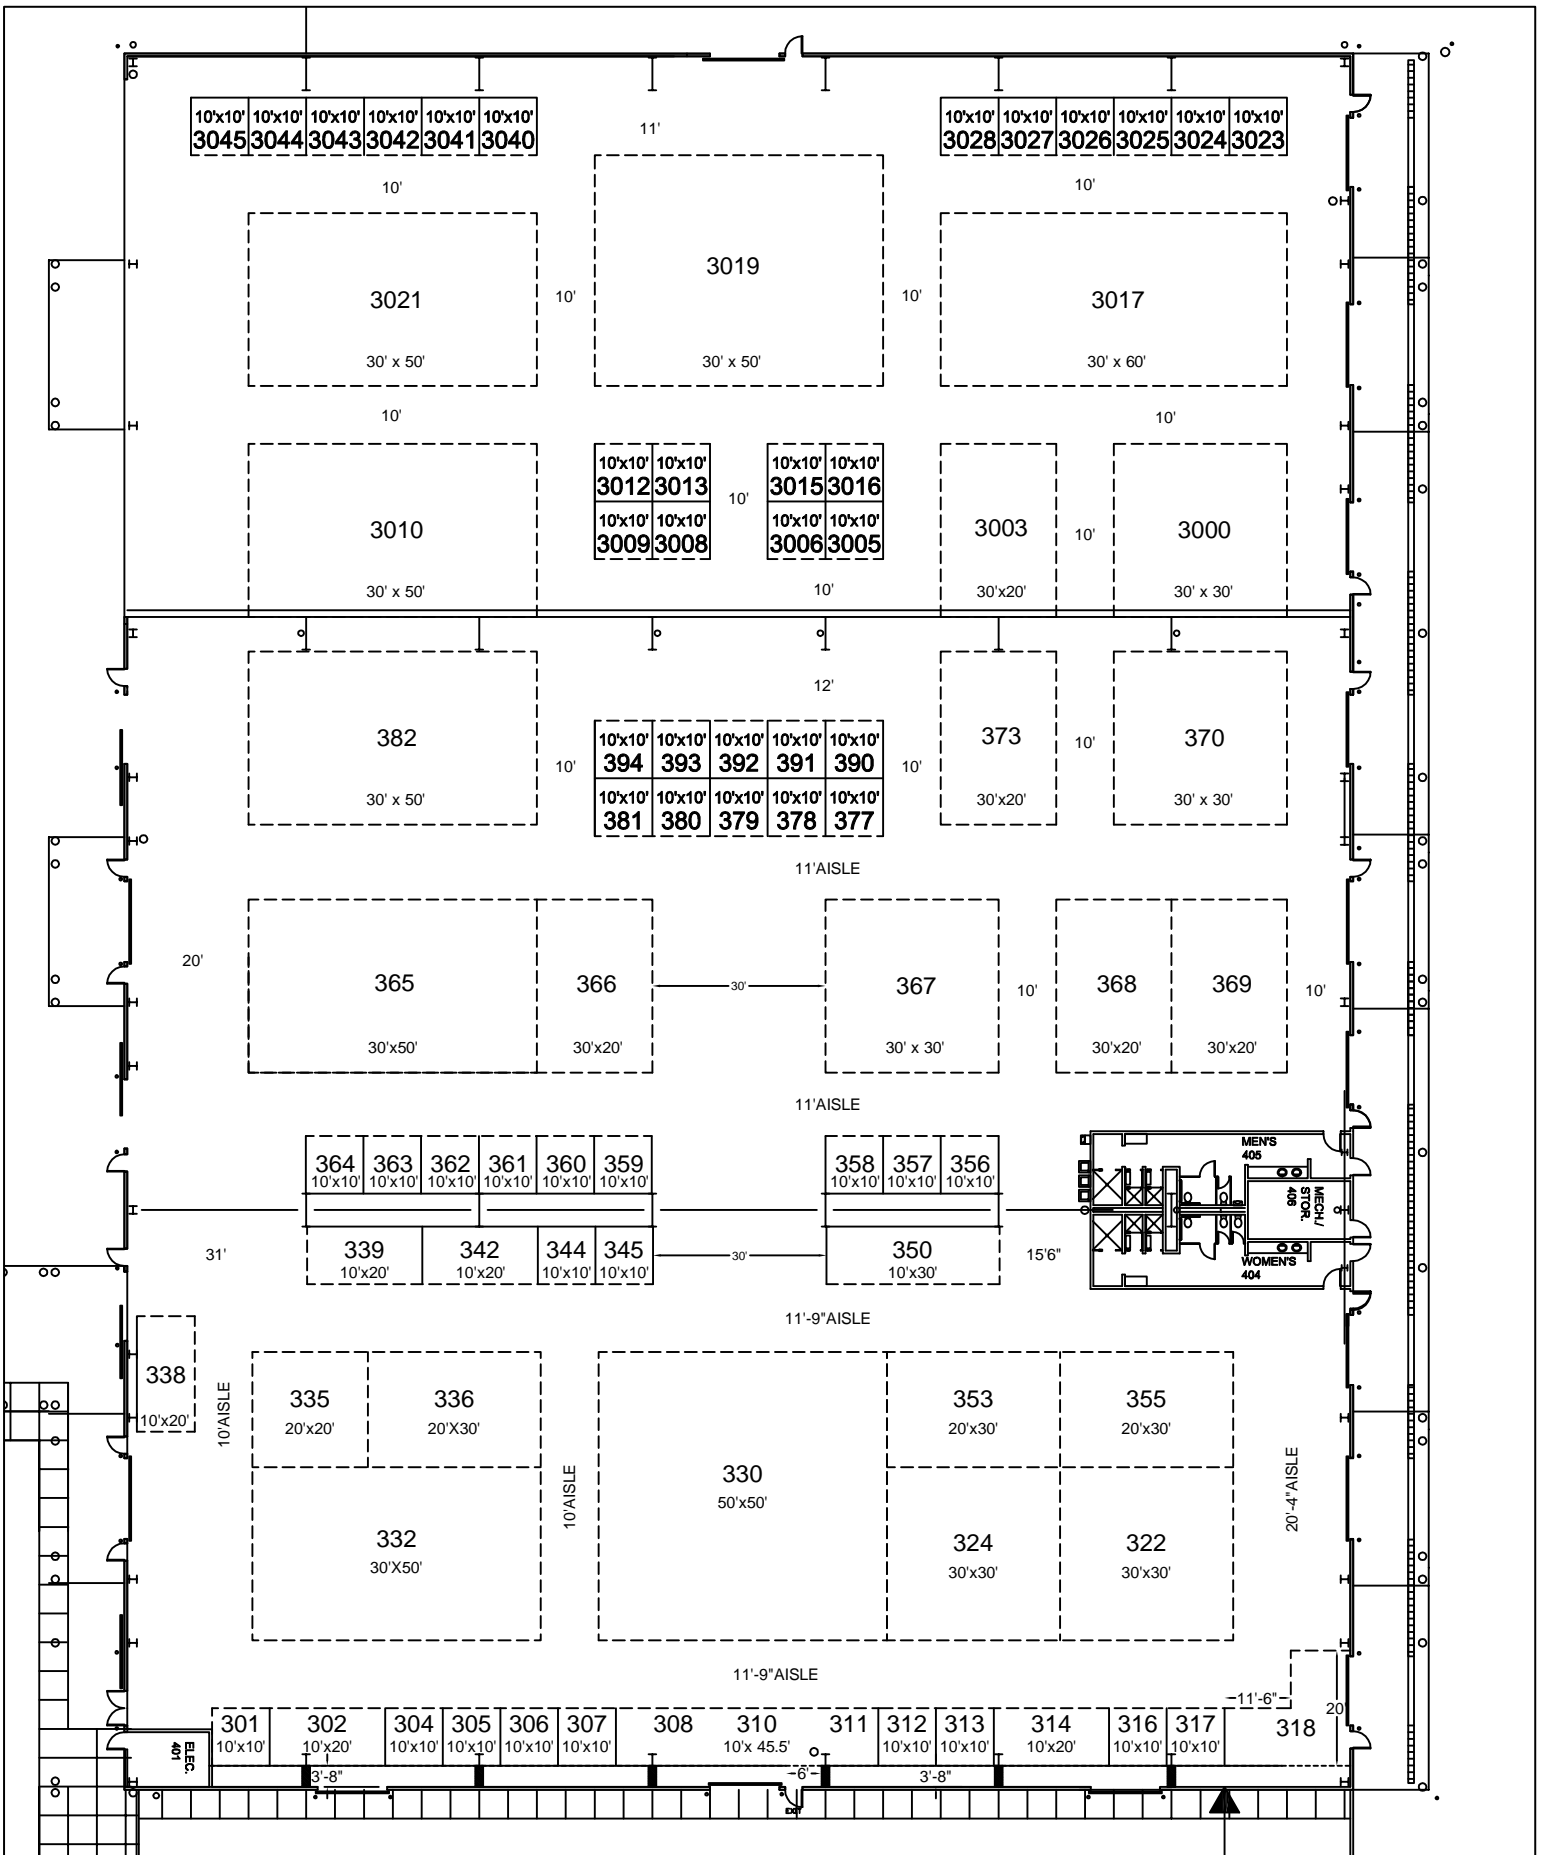 10'x10' 10'x10' 10'x10' 10'x10' 10'x10' 10'x10'
3045 3044 3043 3042 3041 3040
11'
10'x10' 10'x10' 10'x10' 10'x10' 10'x10' 10'x10'
3028 3027 3026 3025 3024 3023
10'
10'
3021
30' x 50'
10'
3019
30' x 50'
10'
3017
30' x 60'
10'
10'
3010
30' x 50'
10'x10' 10'x10'
3012 3013
10'x10' 10'x10'
3009 3008
10'
10'x10' 10'x10'
3015 3016
10'x10' 10'x10'
3006 3005
3003
30'x20'
10'
3000
30' x 30'
10'
12'
382
30' x 50'
10'
10'x10' 10'x10' 10'x10' 10'x10' 10'x10'
394 393 392 391 390
10'x10' 10'x10' 10'x10' 10'x10' 10'x10'
381 380 379 378 377
10'
373
30'x20'
10'
370
30' x 30'
11'AISLE
20'
365
30'x50'
366
30'x20'
30'
367
30' x 30'
10'
368
30'x20'
369
30'x20'
10'
11'AISLE
364 363 362 361 360 359
10'x10' 10'x10' 10'x10' 10'x10' 10'x10' 10'x10'
358 357 356
10'x10' 10'x10' 10'x10'
MEN'S
405
MECH./
STOR.
406
WOMEN'S
404
31'
339 342 344 345
10'x20' 10'x20' 10'x10' 10'x10'
30'
350
10'x30'
15'6"
11'-9"AISLE
338
10'x20'
10'AISLE
335
20'x20'
336
20'X30'
332
30'X50'
10'AISLE
330
50'x50'
353
20'x30'
355
20'x30'
324
30'x30'
322
30'x30'
20'-4"AISLE
11'-9"AISLE
ELEC.
401
301 302 304 305 306 307 308 310 311 312 313 314 316 317
10'x10' 10'x20' 10'x10' 10'x10' 10'x10' 10'x10' 10'x 45.5' 10'x10' 10'x10' 10'x20' 10'x10' 10'x10'
11'-6"
318
20'
3'-8"
6'
3'-8"